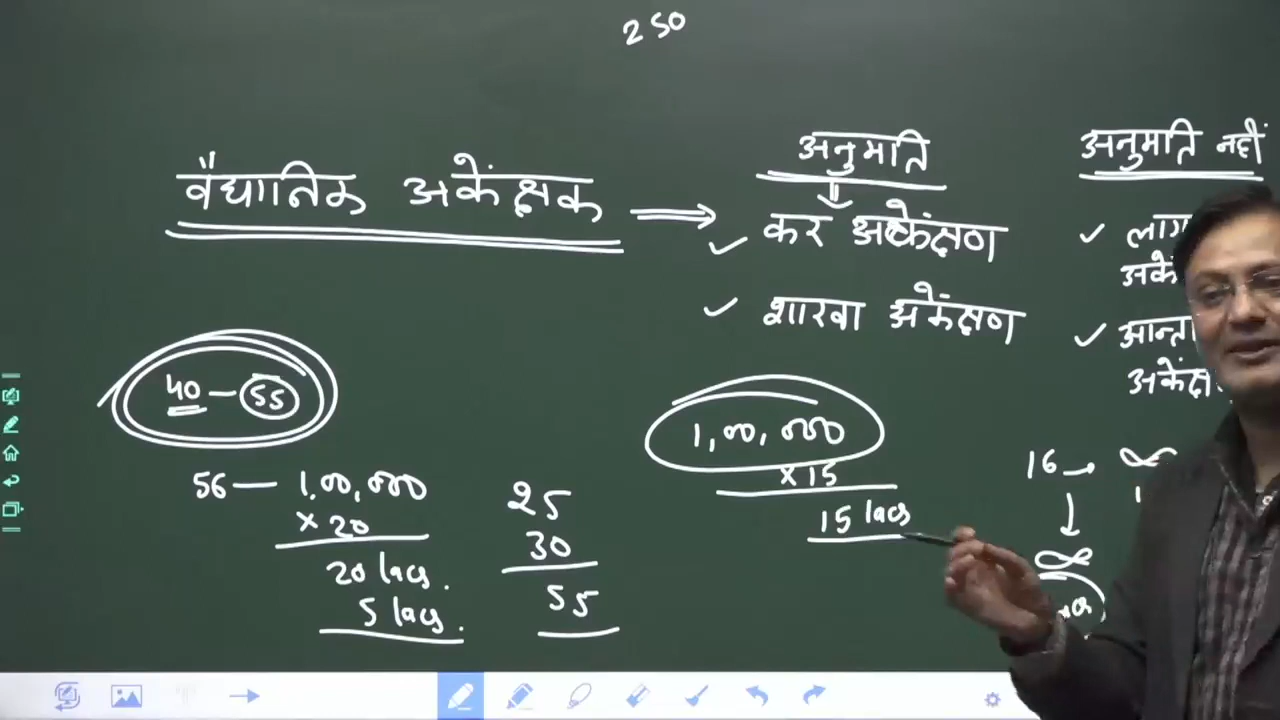 250
"वैधानिक अकेंक्षक
अनुमति
कर अकेंक्षण
शारवा अकेंक्षण
अनुमति नहीं
लाग
अके
आन्त
अकेंक्ष
40 - 55
56 - 1,00,000
× 20
20 lacs.
5 lacs.
25
30
55
1,00,000
× 15
15 lacs
16